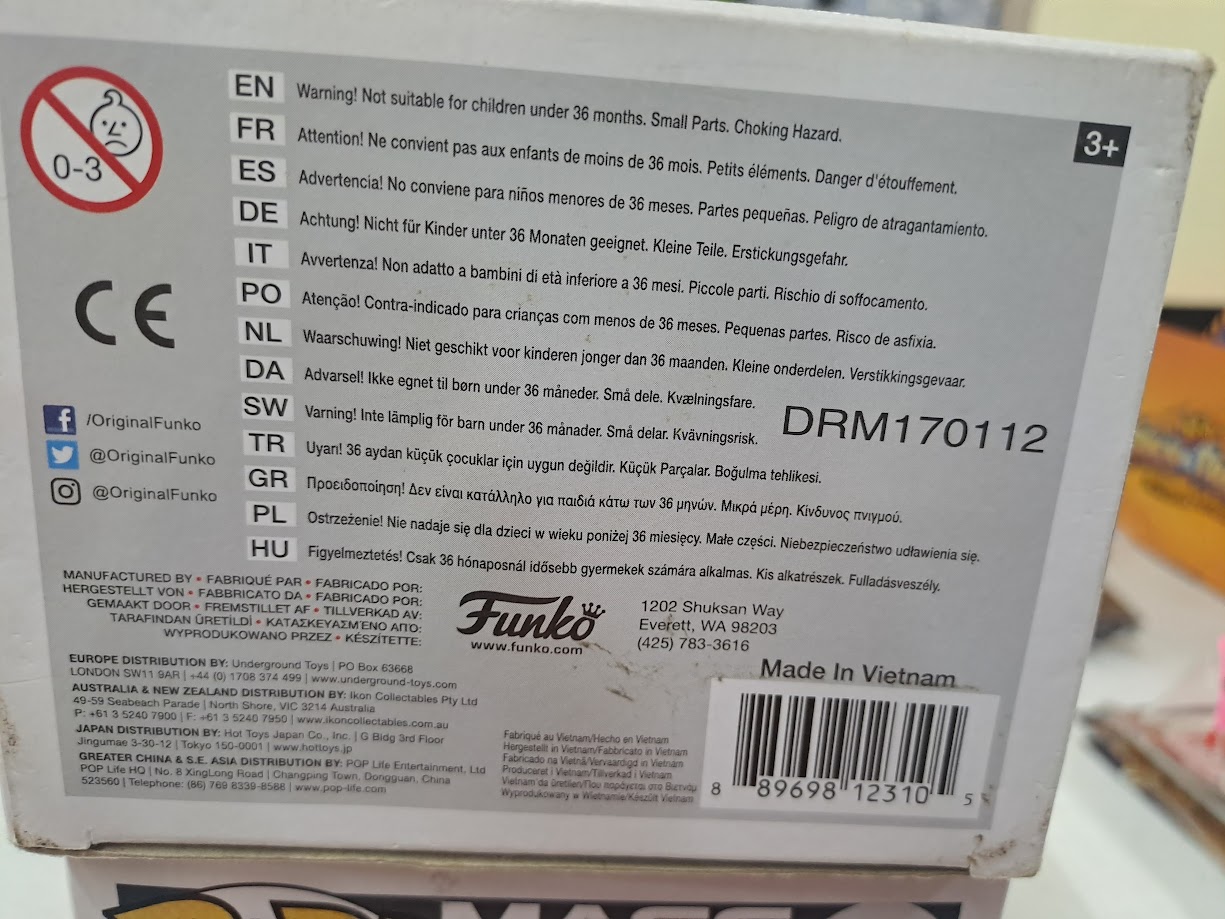 0-3
EN Warning! Not suitable for children under 36 months. Small Parts. Choking Hazard.
3+
FR Attention! Ne convient pas aux enfants de moins de 36 mois. Petits éléments. Danger d'étouffement.
ES Advertencia! No conviene para niños menores de 36 meses. Partes pequeñas. Peligro de atragantamiento.
DE Achtung! Nicht für Kinder unter 36 Monaten geeignet. Kleine Teile. Erstickungsgefahr.
IT Avvertenza! Non adatto a bambini di età inferiore a 36 mesi. Piccole parti. Rischio di soffocamento.
PO Atenção! Contra-indicado para crianças com menos de 36 meses. Pequenas partes. Risco de asfixia.
NL Waarschuwing! Niet geschikt voor kinderen jonger dan 36 maanden. Kleine onderdelen. Verstikkingsgevaar.
DA Advarsel! Ikke egnet til børn under 36 måneder. Små dele. Kvælningsfare.
SW Varning! Inte lämplig för barn under 36 månader. Små delar. Kvävningsrisk.
TR Uyarı! 36 aydan küçük çocuklar için uygun değildir. Küçük Parçalar. Boğulma tehlikesi.
GR Προειδοποίηση! Δεν είναι κατάλληλο για παιδιά κάτω των 36 μηνών. Μικρά μέρη. Κίνδυνος πνιγμού.
PL Ostrzeżenie! Nie nadaje się dla dzieci w wieku poniżej 36 miesięcy. Małe części. Niebezpieczeństwo udławienia się.
HU Figyelmeztetés! Csak 36 hónaposnál idősebb gyermekek számára alkalmas. Kis alkatrészek. Fulladásveszély.
DRM170112
CE
/OriginalFunko
@OriginalFunko
@OriginalFunko
MANUFACTURED BY • FABRIQUÉ PAR • FABRICADO POR:
HERGESTELLT VON • FABBRICATO DA • FABRICADO POR:
GEMAAKT DOOR • FREMSTILLET AF • TILLVERKAD AV:
TARAFINDAN ÜRETİLDİ • ΚΑΤΑΣΚΕΥΑΣΜΈΝΟ ΑΠΌ:
WYPRODUKOWANO PRZEZ • KÉSZÍTETTE:
Funko
www.funko.com
1202 Shuksan Way
Everett, WA 98203
(425) 783-3616
Made In Vietnam
EUROPE DISTRIBUTION BY: Underground Toys | PO Box 63668
LONDON SW11 9AR | +44 (0) 1708 374 499 | www.underground-toys.com
AUSTRALIA & NEW ZEALAND DISTRIBUTION BY: Ikon Collectables Pty Ltd
49-59 Seabeach Parade | North Shore, VIC 3214 Australia
P: +61 3 5240 7900 | F: +61 3 5240 7950 | www.ikoncollectables.com.au
JAPAN DISTRIBUTION BY: Hot Toys Japan Co., Inc. | G Bldg 3rd Floor
Jingumae 3-30-12 | Tokyo 150-0001 | www.hottoys.jp
GREATER CHINA & S.E. ASIA DISTRIBUTION BY: POP Life Entertainment, Ltd
POP Life HQ | No. 8 XingLong Road | Changping Town, Dongguan, China
523560 | Telephone: (86) 769 8339-8588 | www.pop-life.com
Fabriqué au Vietnam/Hecho en Vietnam
Hergestellt in Vietnam/Fabbricato in Vietnam
Fabricado na Vietnã/Vervaardigd in Vietnam
Produceret i Vietnam/Tillverkad i Vietnam
Vietnam'da üretilen/Που παράγεται στο Βιετνάμ
Wyprodukowany w Wietnamie/Készült Vietnam
8 89698 12310 5